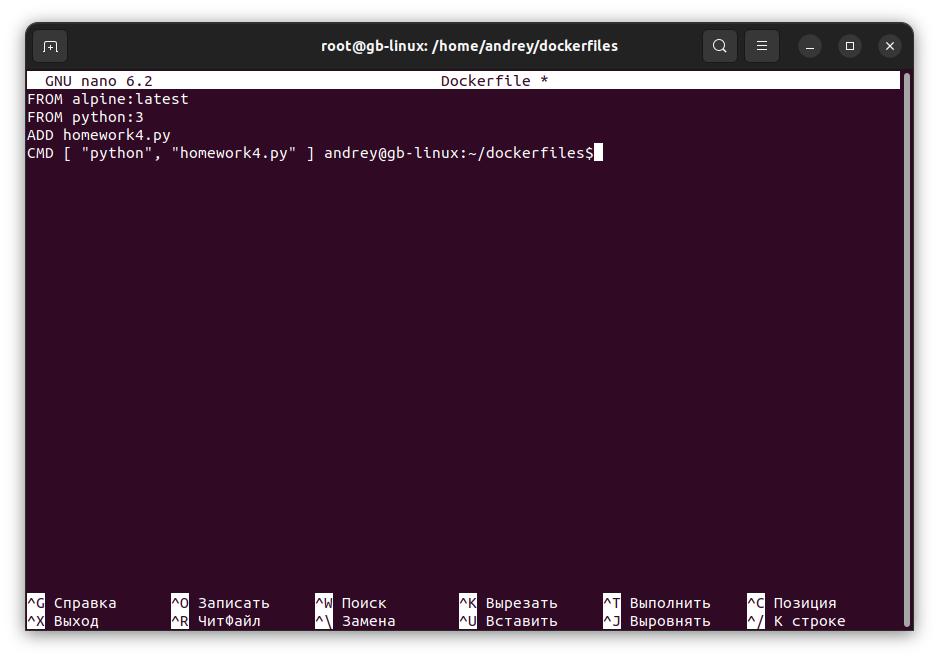 root@gb-linux: /home/andrey/dockerfiles
GNU nano 6.2 Dockerfile *
FROM alpine:latest
FROM python:3
ADD homework4.py
CMD [ "python", "homework4.py" ] andrey@gb-linux:~/dockerfiles$
^G Справка ^O Записать ^W Поиск ^K Вырезать ^T Выполнить ^C Позиция
^X Выход ^R ЧитФайл ^\ Замена ^U Вставить ^J Выровнять ^/ К строке